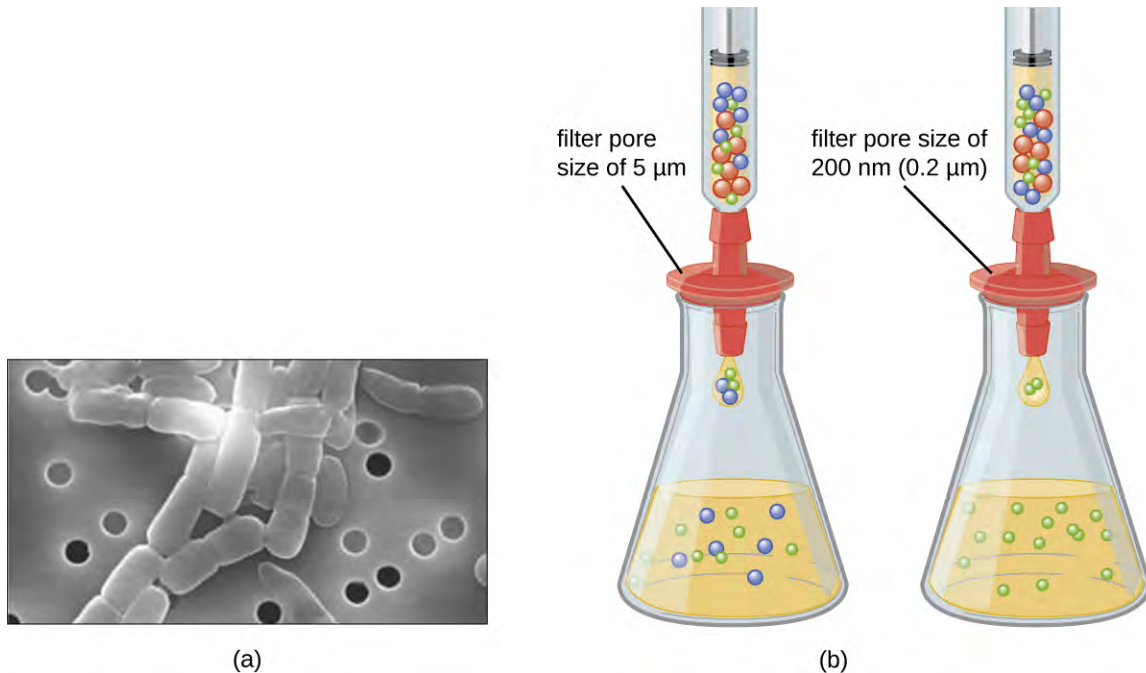 filter pore
size of 5 µm
filter pore size of
200 nm (0.2 µm)
(a)
(b)